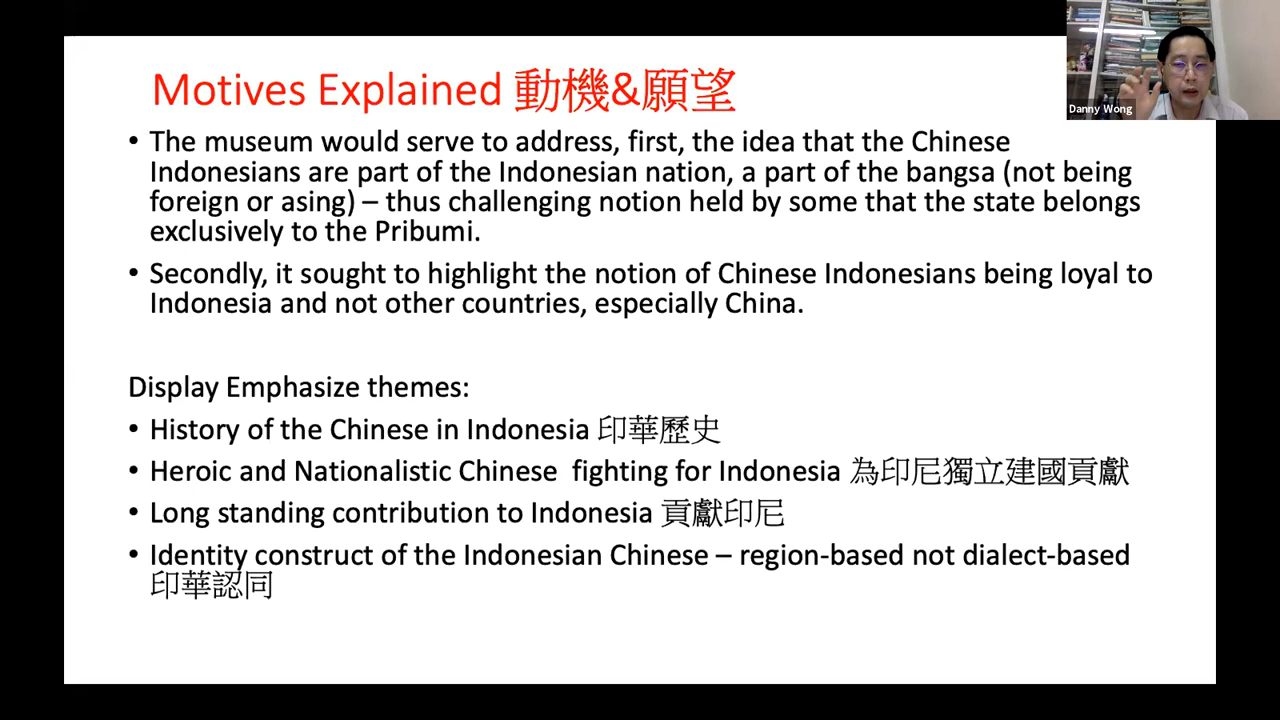 Motives Explained 動機&願望
• The museum would serve to address, first, the idea that the Chinese
Indonesians are part of the Indonesian nation, a part of the bangsa (not being
foreign or asing) – thus challenging notion held by some that the state belongs
exclusively to the Pribumi.
• Secondly, it sought to highlight the notion of Chinese Indonesians being loyal to
Indonesia and not other countries, especially China.
Display Emphasize themes:
• History of the Chinese in Indonesia 印華歷史
• Heroic and Nationalistic Chinese  fighting for Indonesia 為印尼獨立建國貢獻
• Long standing contribution to Indonesia 貢獻印尼
• Identity construct of the Indonesian Chinese – region-based not dialect-based
印華認同
Danny Wong